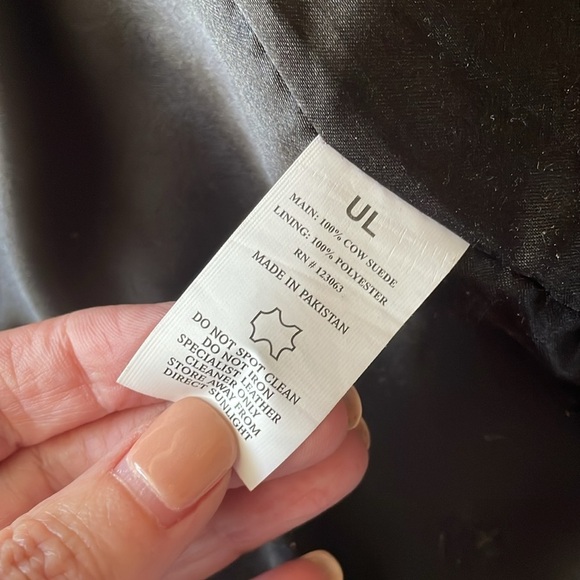 UL
MAIN: 100% COW SUEDE
LINING: 100% POLYESTER
RN # 123063
MADE IN PAKISTAN
DO NOT SPOT CLEAN
DO NOT IRON
SPECIALIST LEATHER
CLEANER ONLY
STORE AWAY FROM
DIRECT SUNLIGHT